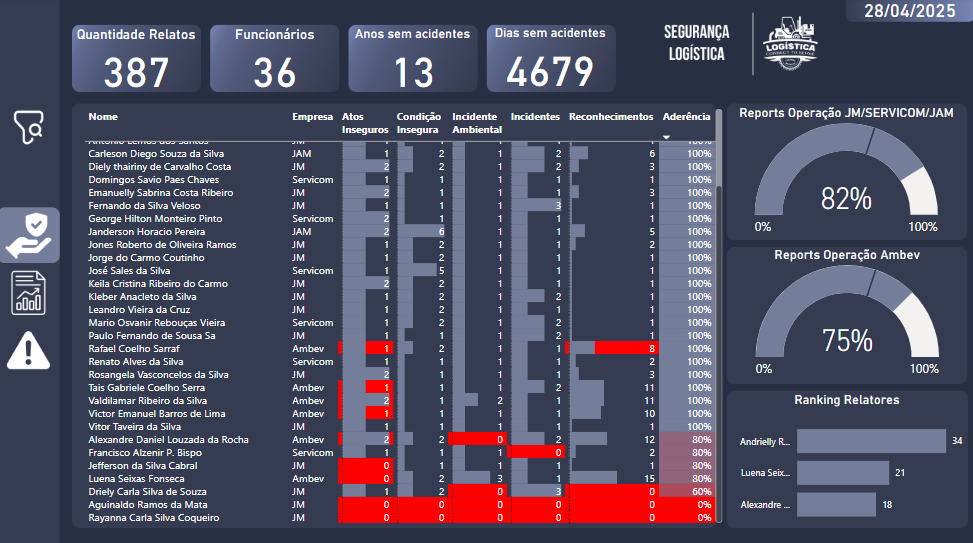 28/04/2025
Quantidade Relatos
387
Funcionários
36
Anos sem acidentes
13
Dias sem acidentes
4679
SEGURANÇA
LOGÍSTICA
LOGÍSTICA
CONNECT TO SERVE
Nome Empresa Atos Inseguros Condição Insegura Incidente Ambiental Incidentes Reconhecimentos Aderência
Antonio Lemos dos Santos JM 1 1 1 1 1 100%
Carleson Diego Souza da Silva JAM 1 2 1 2 6 100%
Diely thairiny de Carvalho Costa JM 2 2 1 2 3 100%
Domingos Savio Paes Chaves Servicom 1 1 1 1 1 100%
Emanuelly Sabrina Costa Ribeiro JM 2 2 1 1 3 100%
Fernando da Silva Veloso JM 1 1 1 3 1 100%
George Hilton Monteiro Pinto Servicom 2 1 1 1 1 100%
Janderson Horacio Pereira JAM 2 6 1 1 5 100%
Jones Roberto de Oliveira Ramos JM 1 1 1 1 2 100%
Jorge do Carmo Coutinho JM 1 1 1 1 1 100%
José Sales da Silva Servicom 1 5 1 1 1 100%
Keila Cristina Ribeiro do Carmo JM 2 1 1 1 1 100%
Kleber Anacleto da Silva JM 1 1 1 2 1 100%
Leandro Vieira da Cruz JM 1 1 1 1 1 100%
Mario Osvanir Rebouças Vieira Servicom 1 2 1 2 1 100%
Paulo Fernando de Sousa Sa JM 1 1 1 2 1 100%
Rafael Coelho Sarraf Ambev 1 2 1 1 8 100%
Renato Alves da Silva Servicom 1 1 1 1 2 100%
Rosangela Vasconcelos da Silva JM 2 1 1 1 3 100%
Tais Gabriele Coelho Serra Ambev 1 1 1 2 11 100%
Valdilamar Ribeiro da Silva Ambev 2 1 2 1 11 100%
Victor Emanuel Barros de Lima Ambev 1 1 1 1 10 100%
Vitor Taveira da Silva JM 1 1 1 1 1 100%
Alexandre Daniel Louzada da Rocha Ambev 2 2 0 2 12 80%
Francisco Alzenir P. Bispo Servicom 1 1 1 0 2 80%
Jefferson da Silva Cabral JM 0 1 1 1 1 80%
Luena Seixas Fonseca Ambev 0 2 3 1 15 80%
Driely Carla Silva de Souza JM 1 2 0 3 0 60%
Aguinaldo Ramos da Mata JM 0 0 0 0 0 0%
Rayanna Carla Silva Coqueiro JM 0 0 0 0 0 0%
Reports Operação JM/SERVICOM/JAM
82%
0% 100%
Reports Operação Ambev
75%
0% 100%
Ranking Relatores
Andrielly R... 34
Luena Seix... 21
Alexandre ... 18